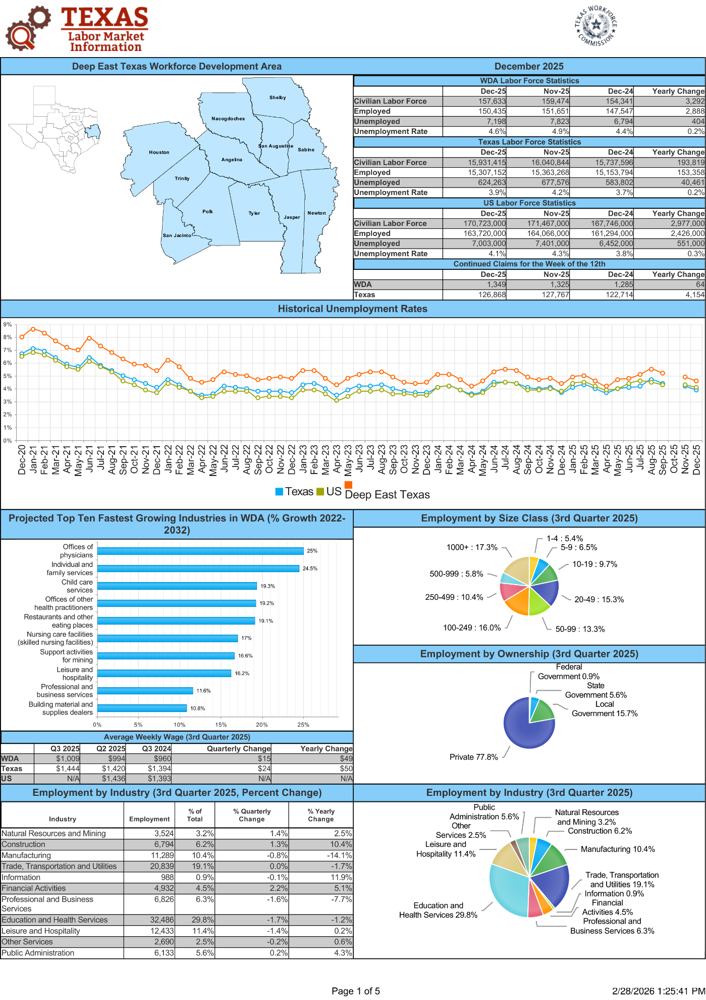 TEXAS
Labor Market
Information
TEXAS WORKFORCE
COMMISSION
Deep East Texas Workforce Development Area
December 2025
Shelby
Nacogdoches
San Augustine
Sabine
Houston
Angelina
Trinity
Polk
Tyler
Jasper
Newton
San Jacinto
WDA Labor Force Statistics
Dec-25 Nov-25 Dec-24 Yearly Change
Civilian Labor Force 157,633 159,474 154,341 3,292
Employed 150,435 151,651 147,547 2,888
Unemployed 7,198 7,823 6,794 404
Unemployment Rate 4.6% 4.9% 4.4% 0.2%
Texas Labor Force Statistics
Dec-25 Nov-25 Dec-24 Yearly Change
Civilian Labor Force 15,931,415 16,040,844 15,737,596 193,819
Employed 15,307,152 15,363,268 15,153,794 153,358
Unemployed 624,263 677,576 583,802 40,461
Unemployment Rate 3.9% 4.2% 3.7% 0.2%
US Labor Force Statistics
Dec-25 Nov-25 Dec-24 Yearly Change
Civilian Labor Force 170,723,000 171,467,000 167,746,000 2,977,000
Employed 163,720,000 164,066,000 161,294,000 2,426,000
Unemployed 7,003,000 7,401,000 6,452,000 551,000
Unemployment Rate 4.1% 4.3% 3.8% 0.3%
Continued Claims for the Week of the 12th
Dec-25 Nov-25 Dec-24 Yearly Change
WDA 1,349 1,325 1,285 64
Texas 126,868 127,767 122,714 4,154
Historical Unemployment Rates
9%
8%
7%
6%
5%
4%
3%
2%
1%
0%
Dec-20 Jan-21 Feb-21 Mar-21 Apr-21 May-21 Jun-21 Jul-21 Aug-21 Sep-21 Oct-21 Nov-21 Dec-21 Jan-22 Feb-22 Mar-22 Apr-22 May-22 Jun-22 Jul-22 Aug-22 Sep-22 Oct-22 Nov-22 Dec-22 Jan-23 Feb-23 Mar-23 Apr-23 May-23 Jun-23 Jul-23 Aug-23 Sep-23 Oct-23 Nov-23 Dec-23 Jan-24 Feb-24 Mar-24 Apr-24 May-24 Jun-24 Jul-24 Aug-24 Sep-24 Oct-24 Nov-24 Dec-24 Jan-25 Feb-25 Mar-25 Apr-25 May-25 Jun-25 Jul-25 Aug-25 Sep-25 Oct-25 Nov-25 Dec-25
Texas US Deep East Texas
Projected Top Ten Fastest Growing Industries in WDA (% Growth 2022-
2032)
Offices of
physicians 25%
Individual and
family services 24.5%
Child care
services 19.3%
Offices of other
health practitioners 19.2%
Restaurants and other
eating places 19.1%
Nursing care facilities
(skilled nursing facilities) 17%
Support activities
for mining 16.6%
Leisure and
hospitality 16.2%
Professional and
business services 11.6%
Building material and
supplies dealers 10.8%
0% 5% 10% 15% 20% 25%
Employment by Size Class (3rd Quarter 2025)
1-4 : 5.4%
5-9 : 6.5%
10-19 : 9.7%
20-49 : 15.3%
50-99 : 13.3%
100-249 : 16.0%
250-499 : 10.4%
500-999 : 5.8%
1000+ : 17.3%
Employment by Ownership (3rd Quarter 2025)
Federal
Government 0.9%
State
Government 5.6%
Local
Government 15.7%
Private 77.8%
Average Weekly Wage (3rd Quarter 2025)
Q3 2025 Q2 2025 Q3 2024 Quarterly Change Yearly Change
WDA $1,009 $994 $960 $15 $49
Texas $1,444 $1,420 $1,394 $24 $50
US N/A $1,436 $1,393 N/A N/A
Employment by Industry (3rd Quarter 2025, Percent Change)
Industry Employment % of Total % Quarterly Change % Yearly Change
Natural Resources and Mining 3,524 3.2% 1.4% 2.5%
Construction 6,794 6.2% 1.3% 10.4%
Manufacturing 11,289 10.4% -0.8% -14.1%
Trade, Transportation and Utilities 20,839 19.1% 0.0% -1.7%
Information 988 0.9% -0.1% 11.9%
Financial Activities 4,932 4.5% 2.2% 5.1%
Professional and Business
Services 6,826 6.3% -1.6% -7.7%
Education and Health Services 32,486 29.8% -1.7% -1.2%
Leisure and Hospitality 12,433 11.4% -1.4% 0.2%
Other Services 2,690 2.5% -0.2% 0.6%
Public Administration 6,133 5.6% 0.2% 4.3%
Employment by Industry (3rd Quarter 2025)
Public
Administration 5.6%
Other
Services 2.5%
Leisure and
Hospitality 11.4%
Education and
Health Services 29.8%
Natural Resources
and Mining 3.2%
Construction 6.2%
Manufacturing 10.4%
Trade, Transportation
and Utilities 19.1%
Information 0.9%
Financial
Activities 4.5%
Professional and
Business Services 6.3%
Page 1 of 5
2/28/2026 1:25:41 PM